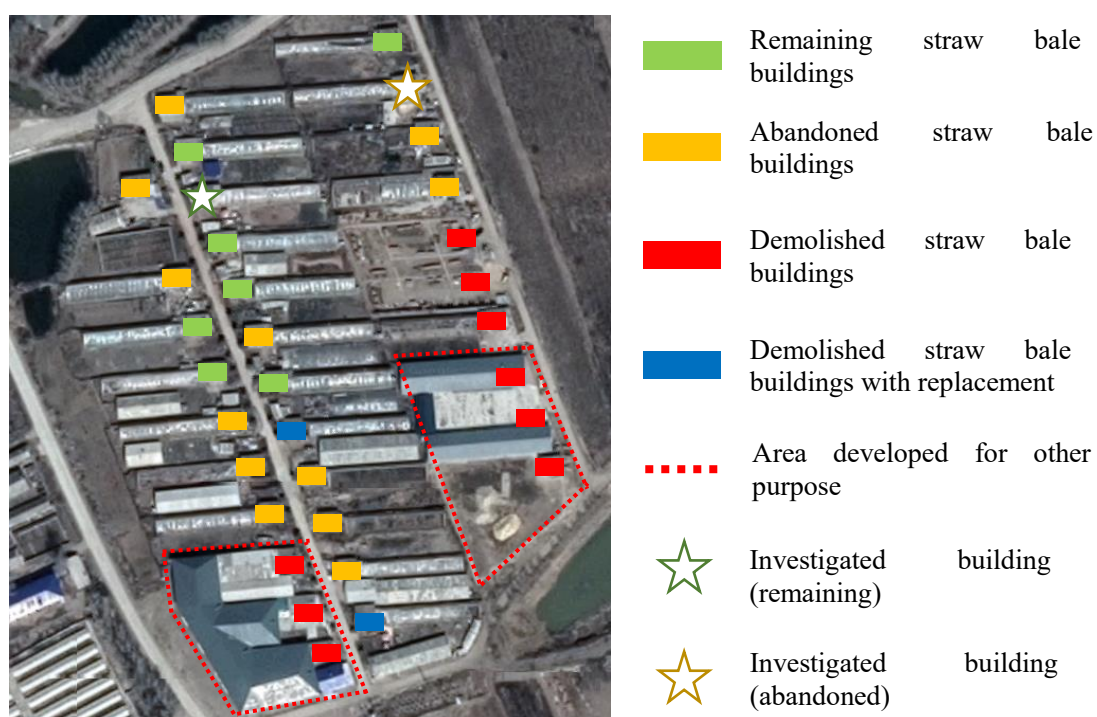 Remaining straw bale
buildings
Abandoned straw bale
buildings
Demolished straw bale
buildings
Demolished straw bale
buildings with replacement
Area developed for other
purpose
Investigated building
(remaining)
Investigated building
(abandoned)